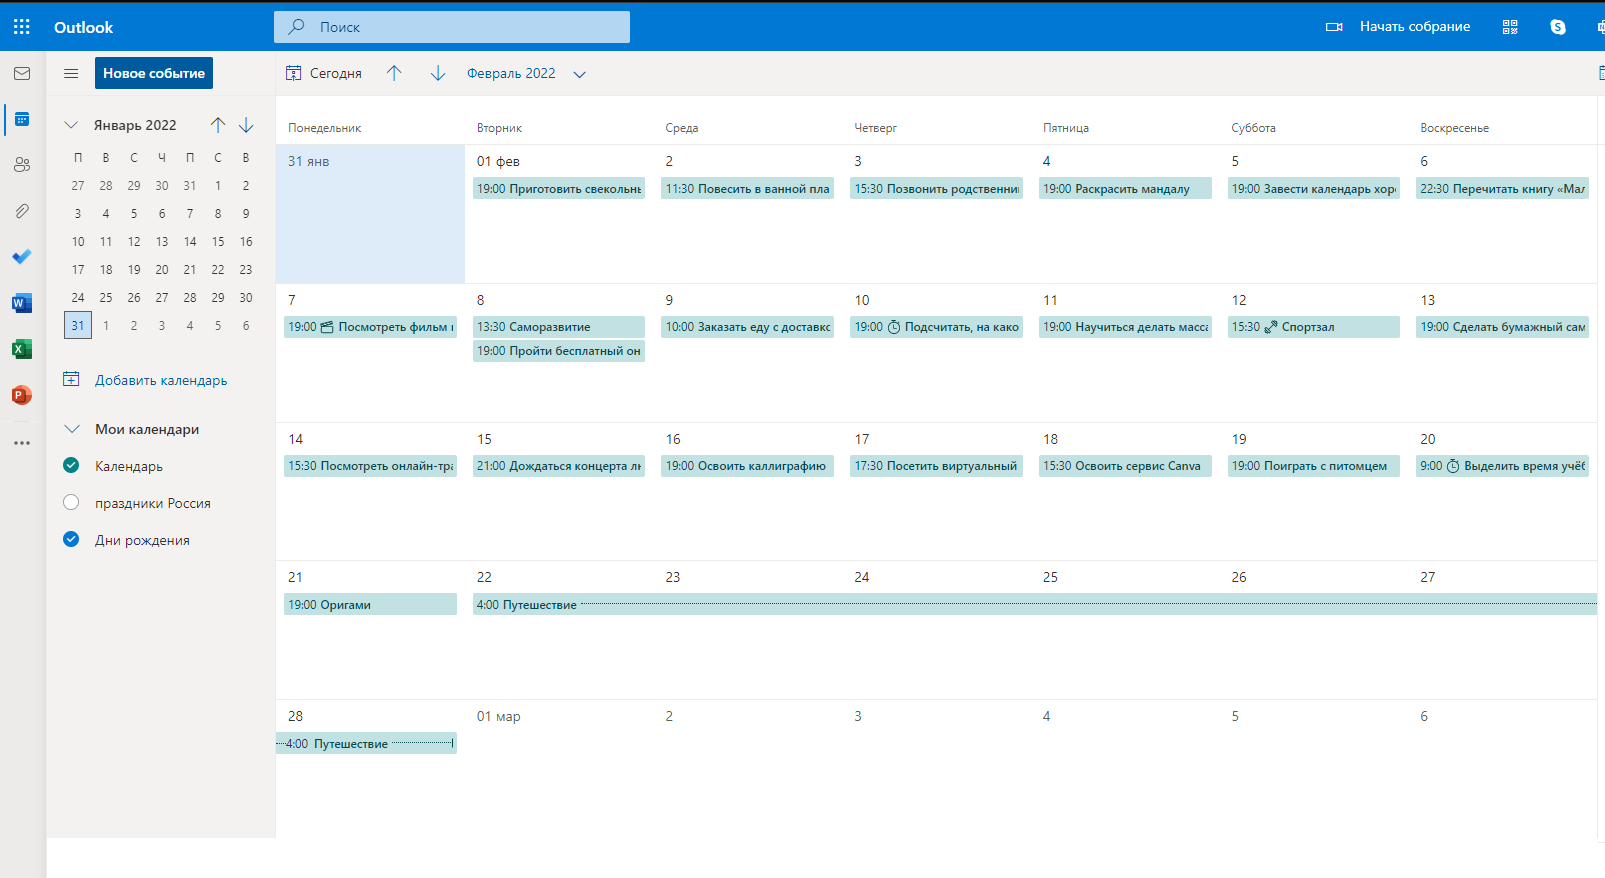 Outlook
Поиск
Начать собрание
Новое событие
Сегодня
Февраль 2022
Январь 2022
П В С Ч П С В
27 28 29 30 31 1 2
3 4 5 6 7 8 9
10 11 12 13 14 15 16
17 18 19 20 21 22 23
24 25 26 27 28 29 30
31 1 2 3 4 5 6
Добавить календарь
Мои календари
Календарь
праздники Россия
Дни рождения
Понедельник Вторник Среда Четверг Пятница Суббота Воскресенье
31 янв 01 фев 2 3 4 5 6
19:00 Приготовить свекольн
11:30 Повесить в ванной пла
15:30 Позвонить родственни
19:00 Раскрасить мандалу
19:00 Завести календарь хор
22:30 Перечитать книгу «Мал
7 8 9 10 11 12 13
19:00 Посмотреть фильм
13:30 Саморазвитие
19:00 Пройти бесплатный он
10:00 Заказать еду с доставко
19:00 Подсчитать, на како
19:00 Научиться делать масса
15:30 Спортзал
19:00 Сделать бумажный сам
14 15 16 17 18 19 20
15:30 Посмотреть онлайн-тра
21:00 Дождаться концерта лю
19:00 Освоить каллиграфию
17:30 Посетить виртуальный
15:30 Освоить сервис Canva
19:00 Поиграть с питомцем
9:00 Выделить время учёб
21 22 23 24 25 26 27
19:00 Оригами
4:00 Путешествие
28 01 мар 2 3 4 5 6
4:00 Путешествие